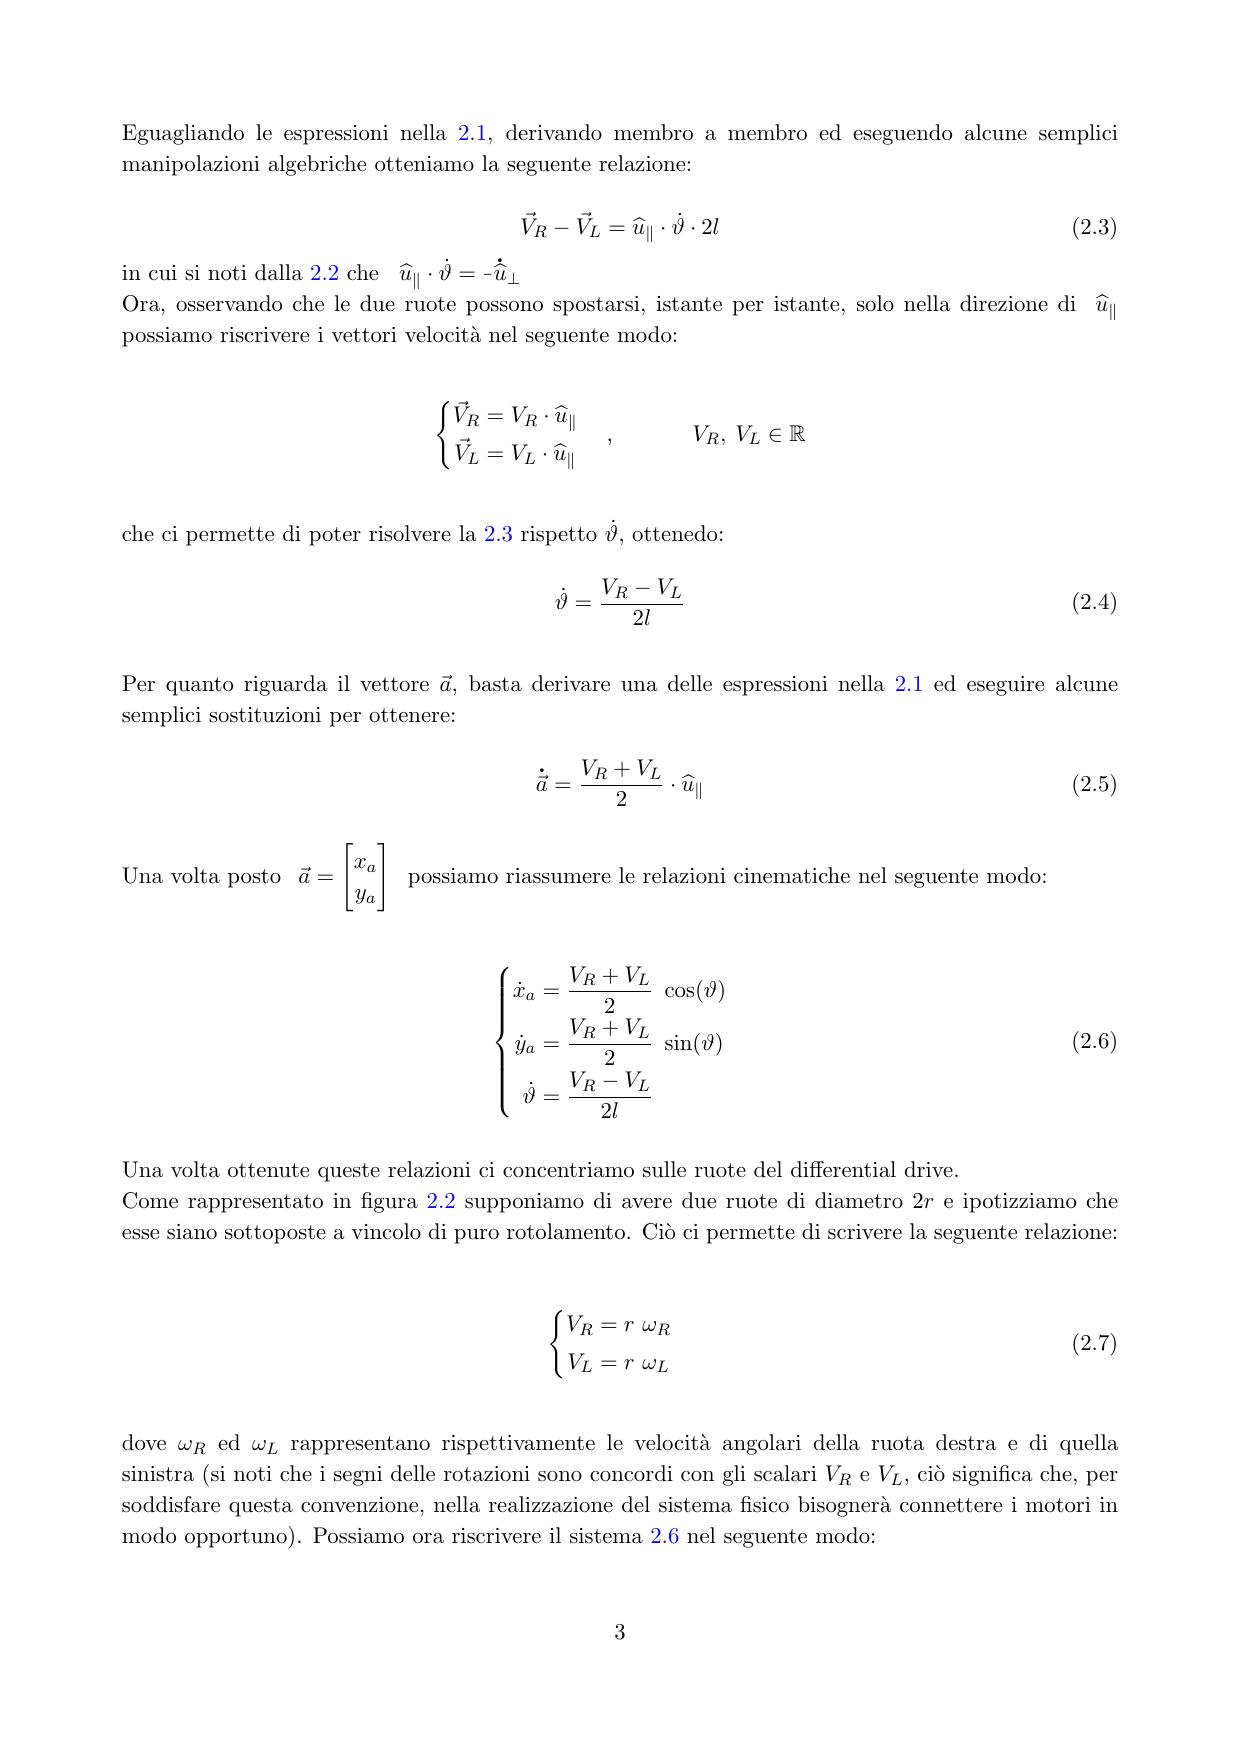 Eguagliando le espressioni nella 2.1, derivando membro a membro ed eseguendo alcune semplici
manipolazioni algebriche otteniamo la seguente relazione:
$\vec{V}_R - \vec{V}_L = \widehat{u}_{\parallel} \cdot \dot{\vartheta} \cdot 2l$ (2.3)
in cui si noti dalla 2.2 che $\widehat{u}_{\parallel} \cdot \dot{\vartheta} = -\dot{\widehat{u}}_{\perp}$
Ora, osservando che le due ruote possono spostarsi, istante per istante, solo nella direzione di $\widehat{u}_{\parallel}$
possiamo riscrivere i vettori velocità nel seguente modo:
$\begin{cases} \vec{V}_R = V_R \cdot \widehat{u}_{\parallel} \\ \vec{V}_L = V_L \cdot \widehat{u}_{\parallel} \end{cases} , \quad V_R, V_L \in \mathbb{R}$
che ci permette di poter risolvere la 2.3 rispetto $\dot{\vartheta}$, ottenedo:
$\dot{\vartheta} = \frac{V_R - V_L}{2l}$ (2.4)
Per quanto riguarda il vettore $\vec{a}$, basta derivare una delle espressioni nella 2.1 ed eseguire alcune
semplici sostituzioni per ottenere:
$\dot{\vec{a}} = \frac{V_R + V_L}{2} \cdot \widehat{u}_{\parallel}$ (2.5)
Una volta posto $\vec{a} = \begin{bmatrix} x_a \\ y_a \end{bmatrix}$ possiamo riassumere le relazioni cinematiche nel seguente modo:
$\begin{cases} \dot{x}_a = \frac{V_R + V_L}{2} \cos(\vartheta) \\ \dot{y}_a = \frac{V_R + V_L}{2} \sin(\vartheta) \\ \dot{\vartheta} = \frac{V_R - V_L}{2l} \end{cases}$ (2.6)
Una volta ottenute queste relazioni ci concentriamo sulle ruote del differential drive.
Come rappresentato in figura 2.2 supponiamo di avere due ruote di diametro $2r$ e ipotizziamo che
esse siano sottoposte a vincolo di puro rotolamento. Ciò ci permette di scrivere la seguente relazione:
$\begin{cases} V_R = r\ \omega_R \\ V_L = r\ \omega_L \end{cases}$ (2.7)
dove $\omega_R$ ed $\omega_L$ rappresentano rispettivamente le velocità angolari della ruota destra e di quella
sinistra (si noti che i segni delle rotazioni sono concordi con gli scalari $V_R$ e $V_L$, ciò significa che, per
soddisfare questa convenzione, nella realizzazione del sistema fisico bisognerà connettere i motori in
modo opportuno). Possiamo ora riscrivere il sistema 2.6 nel seguente modo:
3